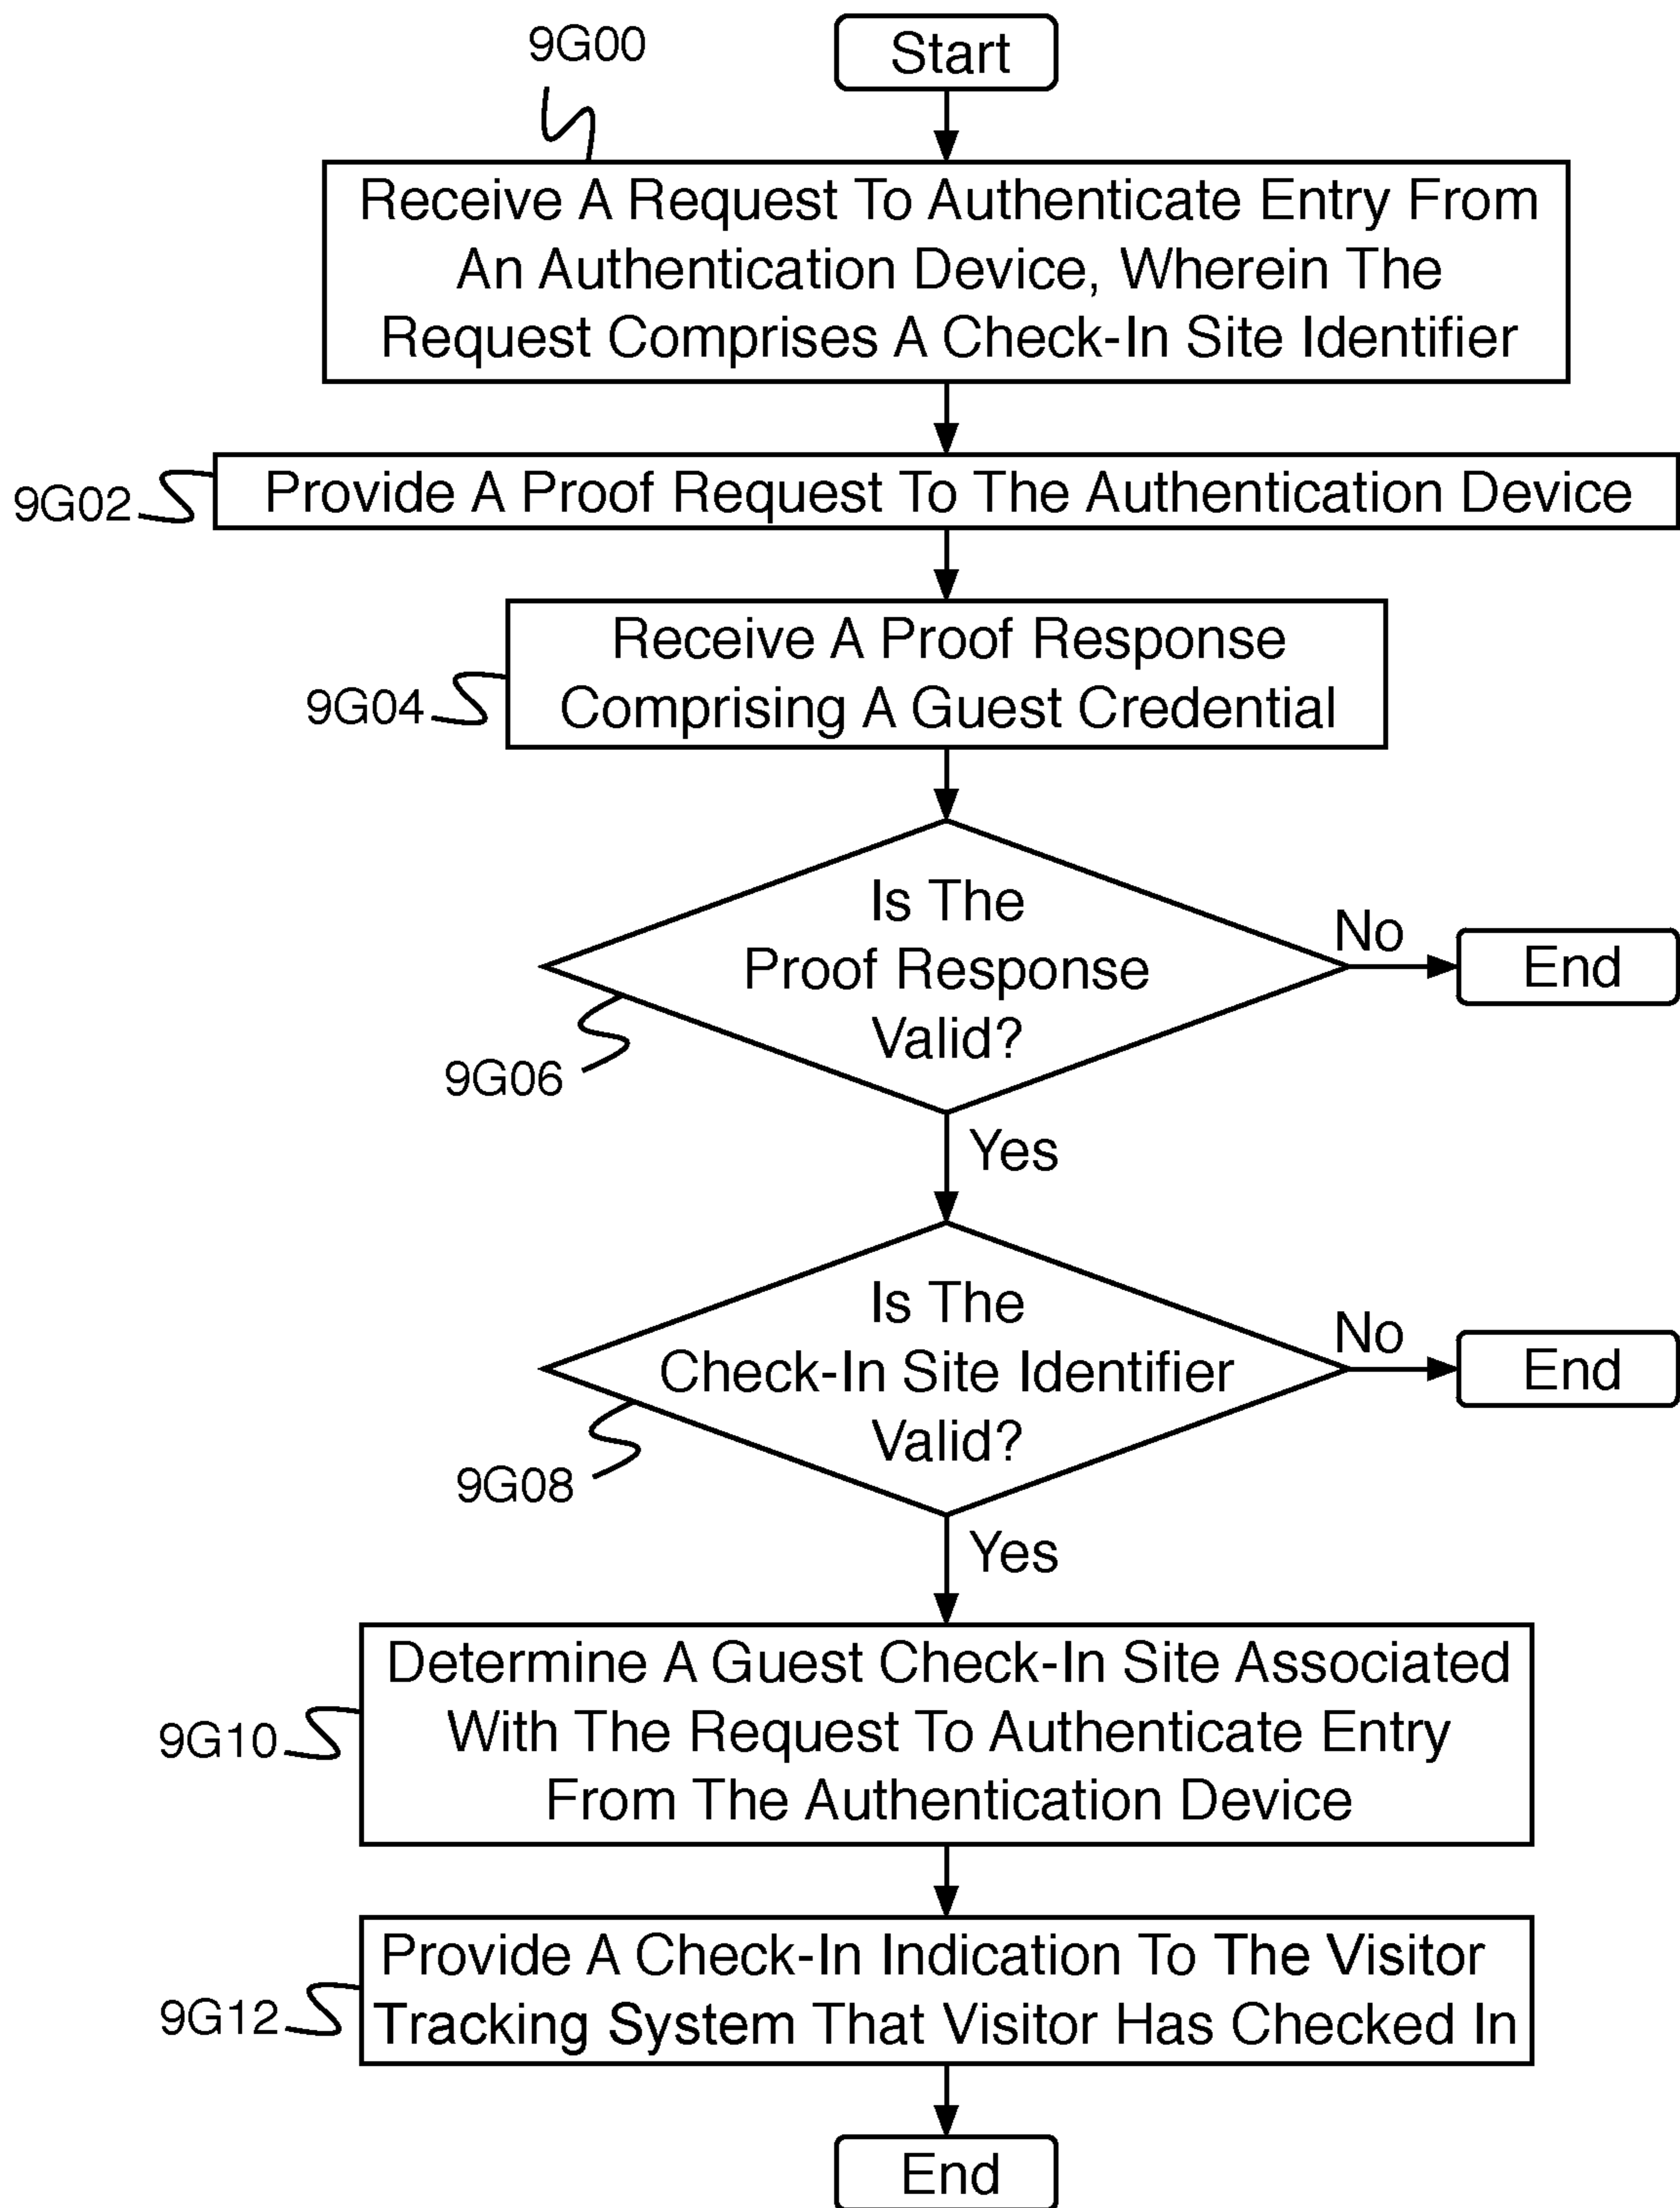 9G00
Start
Receive A Request To Authenticate Entry From
An Authentication Device, Wherein The
Request Comprises A Check-In Site Identifier
9G02
Provide A Proof Request To The Authentication Device
Receive A Proof Response
Comprising A Guest Credential
9G04
Is The
Proof Response
Valid?
No
End
9G06
Yes
Is The
Check-In Site Identifier
Valid?
No
End
9G08
Yes
Determine A Guest Check-In Site Associated
With The Request To Authenticate Entry
From The Authentication Device
9G10
Provide A Check-In Indication To The Visitor
Tracking System That Visitor Has Checked In
9G12
End